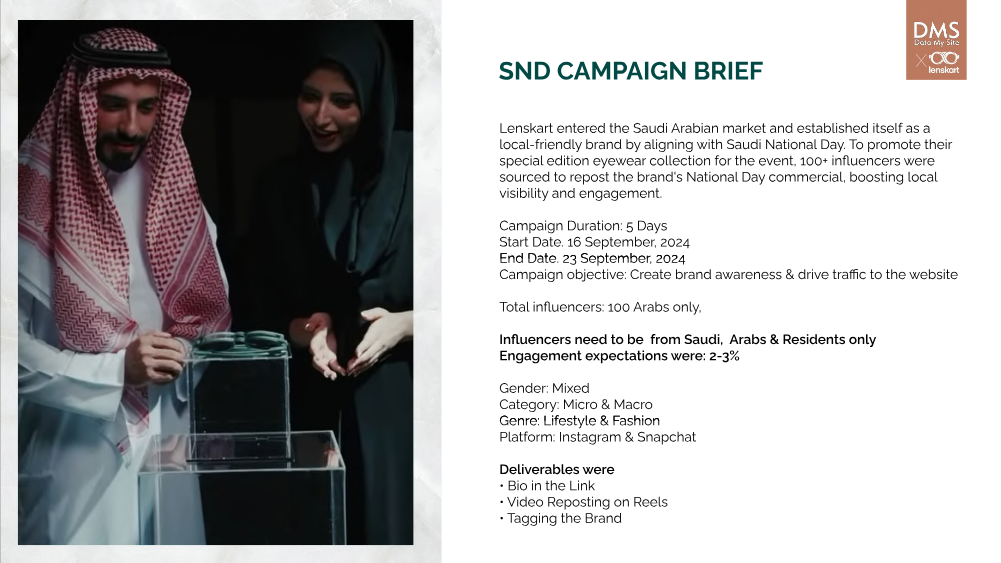 DMS
Data My Site
X lenskart
SND CAMPAIGN BRIEF
Lenskart entered the Saudi Arabian market and established itself as a
local-friendly brand by aligning with Saudi National Day. To promote their
special edition eyewear collection for the event, 100+ influencers were
sourced to repost the brand's National Day commercial, boosting local
visibility and engagement.
Campaign Duration: 5 Days
Start Date. 16 September, 2024
End Date. 23 September, 2024
Campaign objective: Create brand awareness & drive traffic to the website
Total influencers: 100 Arabs only,
Influencers need to be  from Saudi,  Arabs & Residents only
Engagement expectations were: 2-3%
Gender: Mixed
Category: Micro & Macro
Genre: Lifestyle & Fashion
Platform: Instagram & Snapchat
Deliverables were
• Bio in the Link
• Video Reposting on Reels
• Tagging the Brand